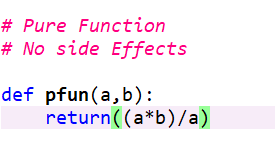 # Pure Function
# No side Effects
def pfun(a,b):
    return((a*b)/a)